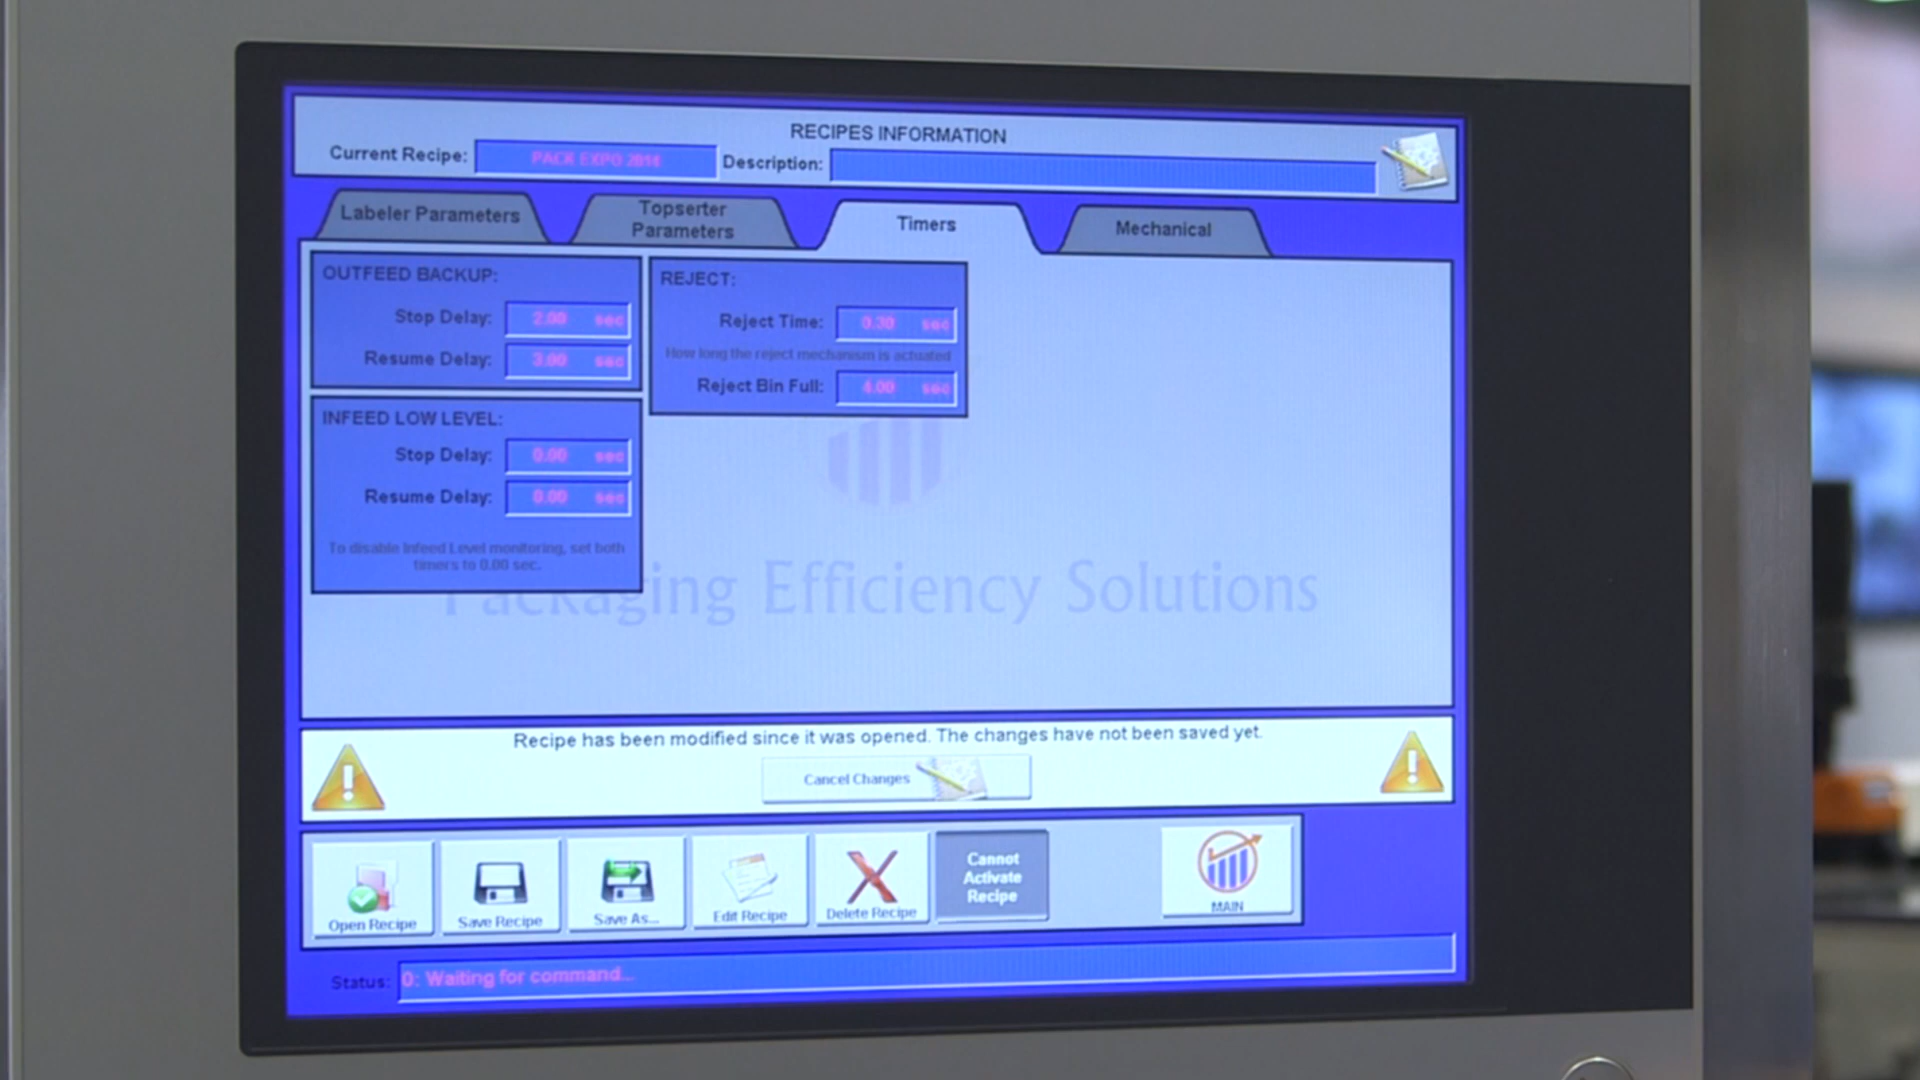 RECIPES INFORMATION
Current Recipe: PACK EXPO 2014 Description:
Labeler Parameters
Topserter
Parameters
Timers
Mechanical
OUTFEED BACKUP:
Stop Delay: 2.00 sec
Resume Delay: 3.00 sec
REJECT:
Reject Time: 0.30 sec
How long the reject mechanism is actuated
Reject Bin Full: 4.00 sec
INFEED LOW LEVEL:
Stop Delay: 0.00 sec
Resume Delay: 0.00 sec
To disable Infeed Level monitoring, set both
timers to 0.00 sec.
Packaging Efficiency Solutions
Recipe has been modified since it was opened. The changes have not been saved yet.
Cancel Changes
Open Recipe
Save Recipe
Save As...
Edit Recipe
Delete Recipe
Cannot
Activate
Recipe
MAIN
Status: 0: Waiting for command...